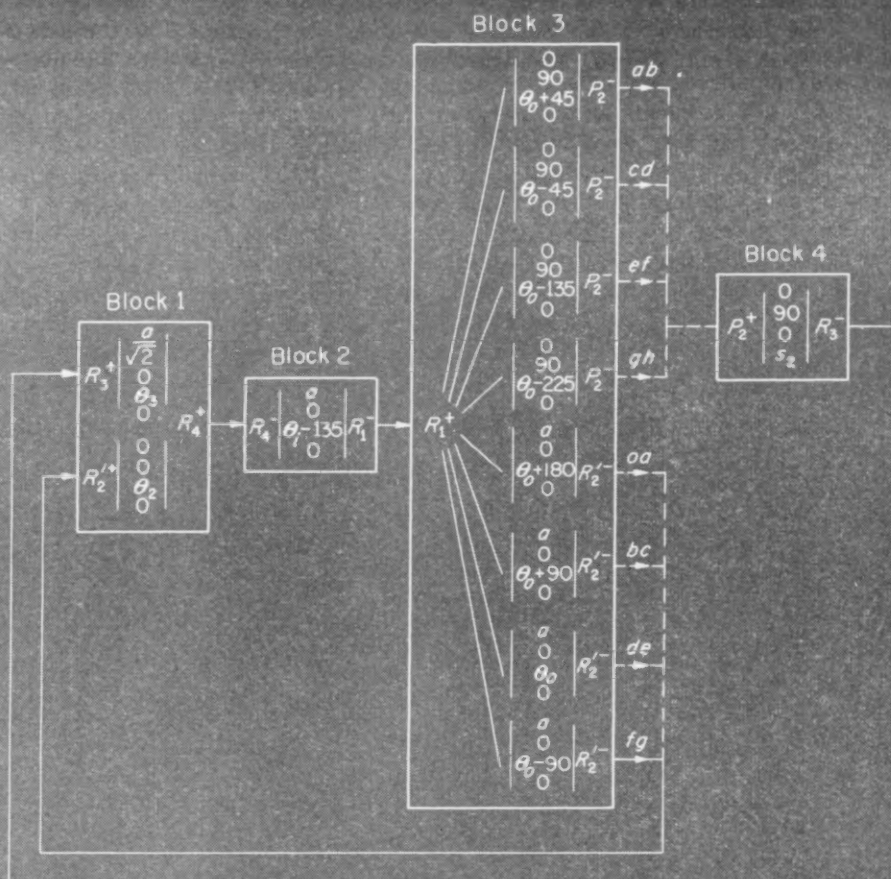 Block 3
0
90
θ₀+45
0
P₂⁻
ab
0
90
θ₀−45
0
P₂⁻
cd
0
90
θ₀−135
0
P₂⁻
ef
0
90
θ₀−225
0
P₂⁻
gh
R₁⁺
a
0
θ₀+180
0
R₂′⁻
oa
a
0
θ₀+90
0
R₂′⁻
bc
a
0
θ₀
0
R₂′⁻
de
a
0
θ₀−90
0
R₂′⁻
fg
Block 4
P₂⁺
0
90
0
s₂
R₃⁻
Block 1
R₃⁺
a
√2
0
θ₃
0
R₄⁺
R₂′⁺
0
0
θ₂
0
Block 2
R₄⁻
a
0
θᵢ−135
0
R₁⁻